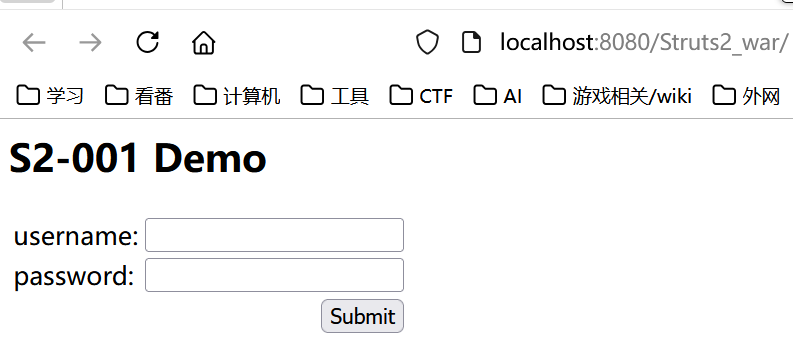 localhost:8080/Struts2_war/
学习 看番 计算机 工具 CTF AI 游戏相关/wiki 外网
S2-001 Demo
username:
password:
Submit